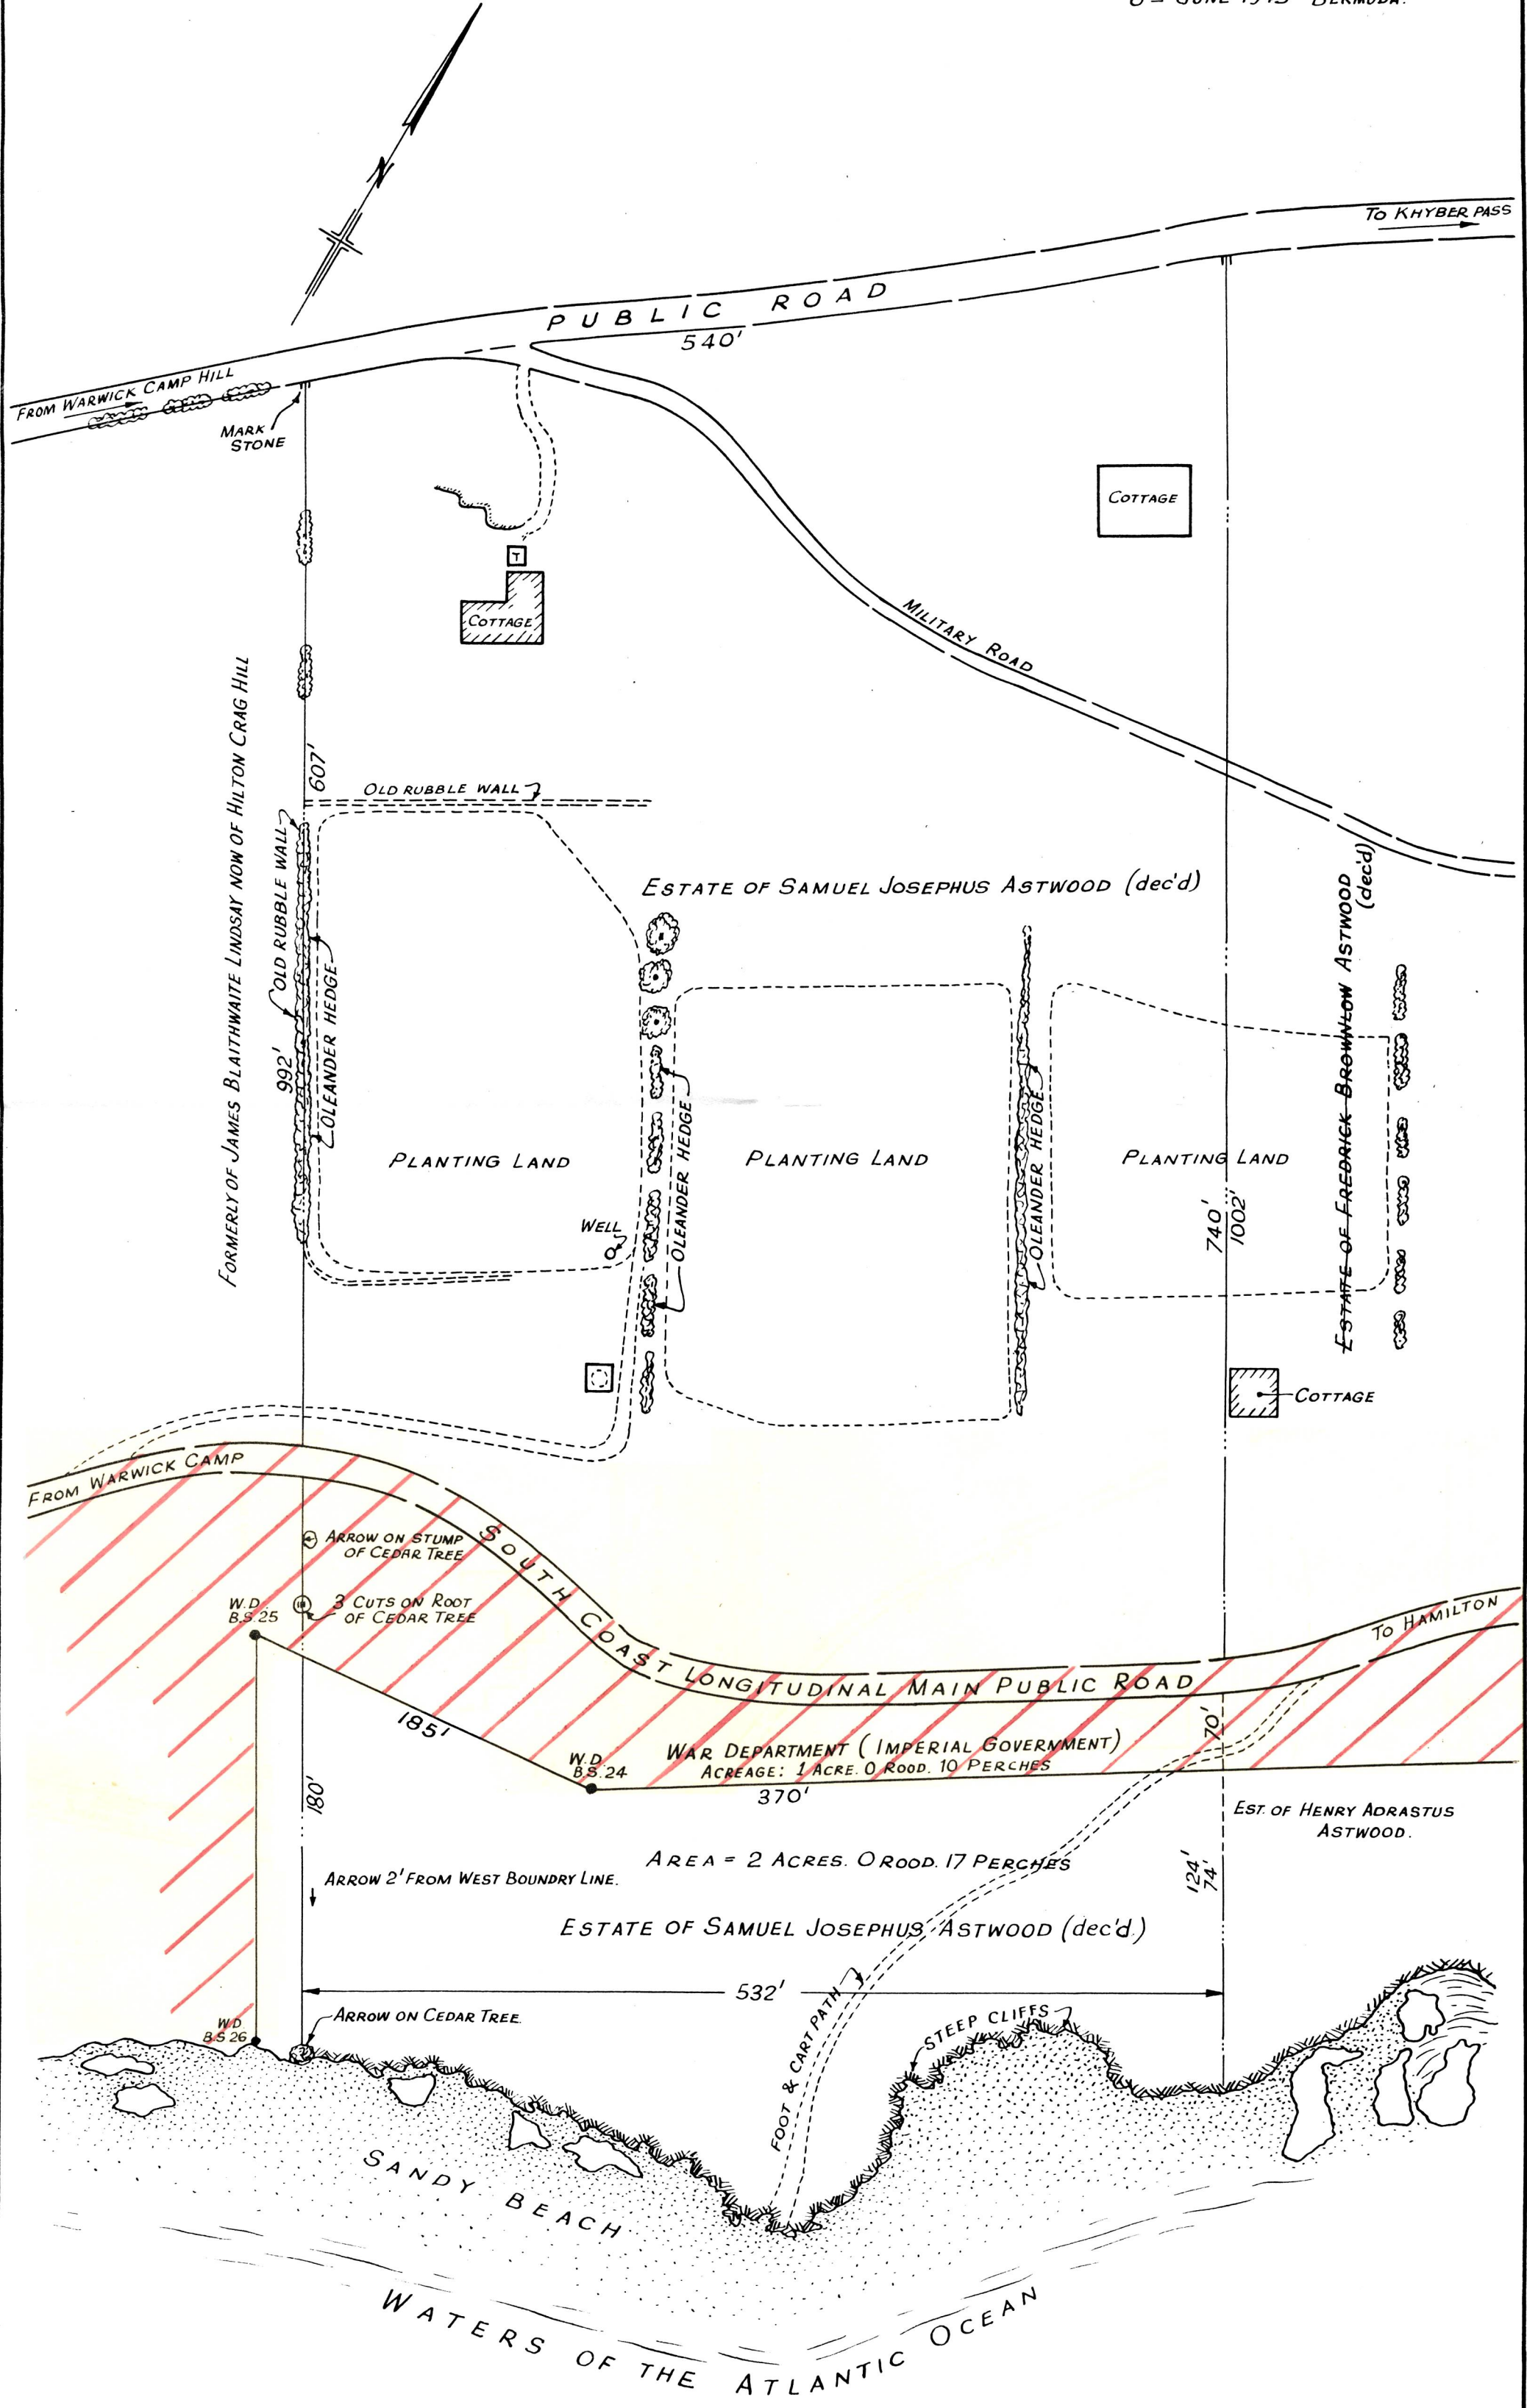 JUNE BERMUDA.
N
TO KHYBER PASS
PUBLIC ROAD
540'
FROM WARWICK CAMP HILL
MARK
STONE
COTTAGE
T
COTTAGE
MILITARY ROAD
FORMERLY OF JAMES BLAITHWAITE LINDSAY NOW OF HILTON CRAG HILL
607'
OLD RUBBLE WALL
OLD RUBBLE WALL
ESTATE OF SAMUEL JOSEPHUS ASTWOOD (dec'd)
ESTATE OF FREDRICK BROWNLOW ASTWOOD
(dec'd)
992'
OLEANDER HEDGE
OLEANDER HEDGE
OLEANDER HEDGE
PLANTING LAND
PLANTING LAND
PLANTING LAND
740'
1002'
WELL
COTTAGE
FROM WARWICK CAMP
ARROW ON STUMP
OF CEDAR TREE
W.D.
B.S.25
3 CUTS ON ROOT
OF CEDAR TREE
SOUTH COAST LONGITUDINAL MAIN PUBLIC ROAD
TO HAMILTON
185'
70'
W.D.
B.S.24
WAR DEPARTMENT (IMPERIAL GOVERNMENT)
ACREAGE: 1 ACRE. 0 ROOD. 10 PERCHES
370'
180'
EST. OF HENRY ADRASTUS
ASTWOOD.
AREA = 2 ACRES. 0 ROOD. 17 PERCHES
124'
74'
ARROW 2' FROM WEST BOUNDRY LINE.
ESTATE OF SAMUEL JOSEPHUS ASTWOOD (dec'd.)
532'
W.D
B.S 26
ARROW ON CEDAR TREE.
FOOT & CART PATH
STEEP CLIFFS
SANDY BEACH
WATERS OF THE ATLANTIC OCEAN